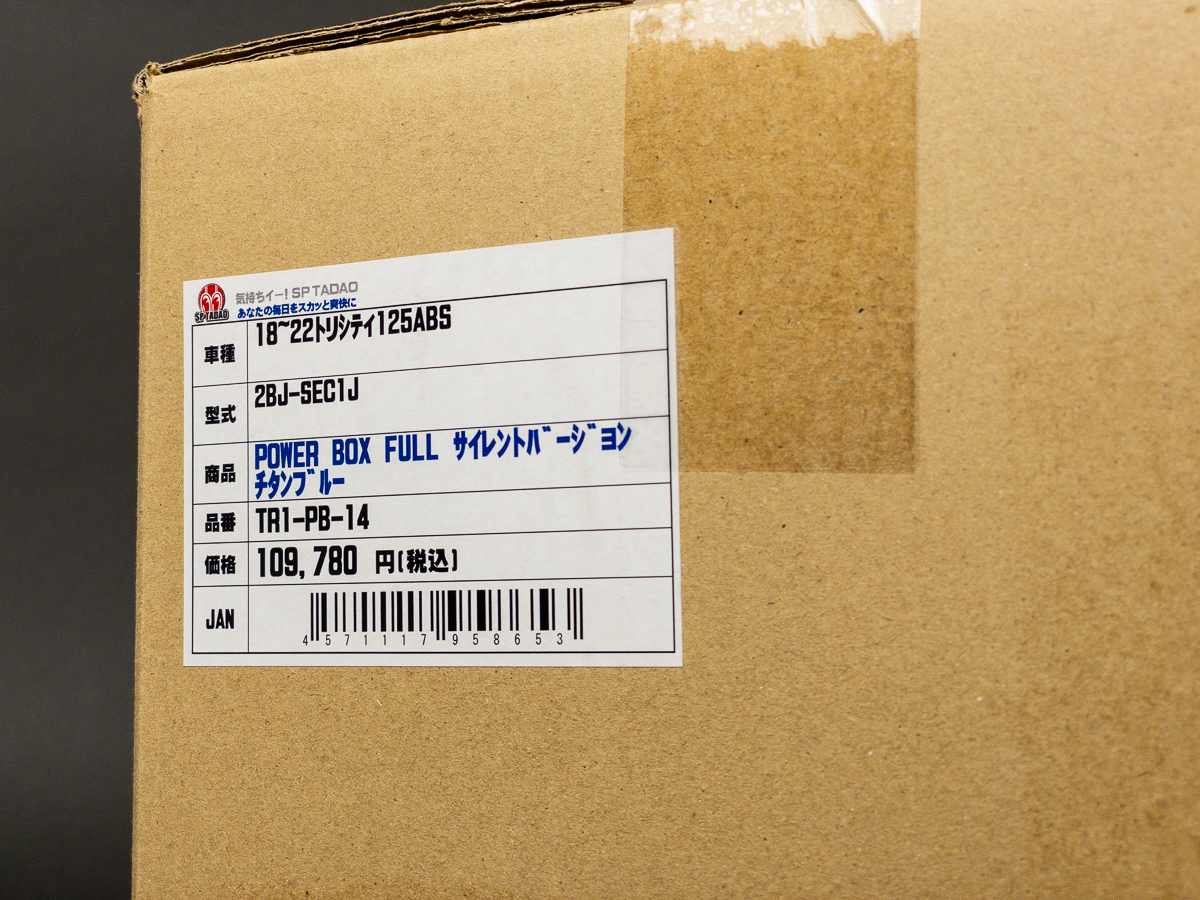 SP TADAO
気持ちイー! SP TADAO
あなたの毎日をスカッと爽快に
車種 18~22トリシティ125ABS
型式 2BJ-SEC1J
商品 POWER BOX FULL サイレントバージョン
チタンブルー
品番 TR1-PB-14
価格 109,780 円(税込)
JAN
4571117958653